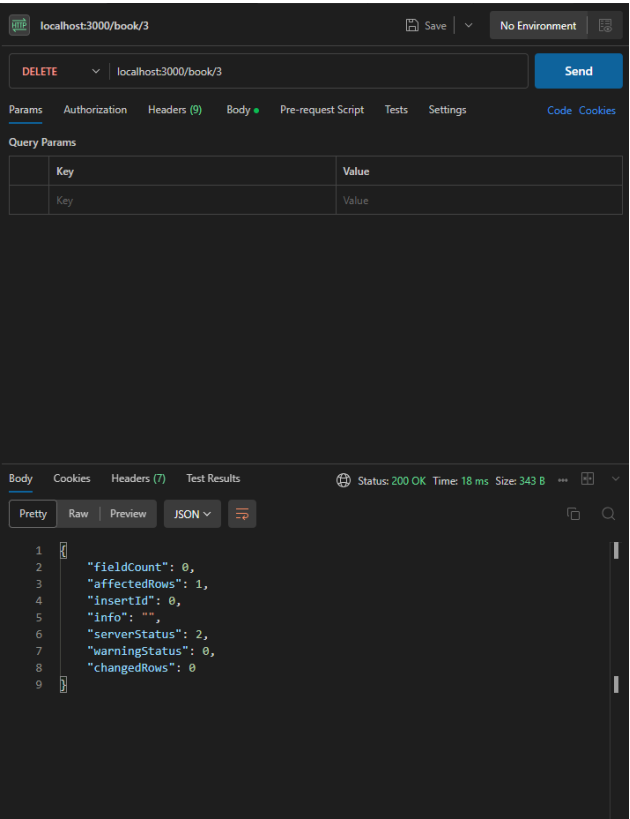 HTTP localhost:3000/book/3 Save No Environment
DELETE localhost:3000/book/3 Send
Params Authorization Headers (9) Body Pre-request Script Tests Settings Code Cookies
Query Params
Key Value
Key Value
Body Cookies Headers (7) Test Results Status: 200 OK Time: 18 ms Size: 343 B
Pretty Raw Preview JSON
1 {
2 "fieldCount": 0,
3 "affectedRows": 1,
4 "insertId": 0,
5 "info": "",
6 "serverStatus": 2,
7 "warningStatus": 0,
8 "changedRows": 0
9 }